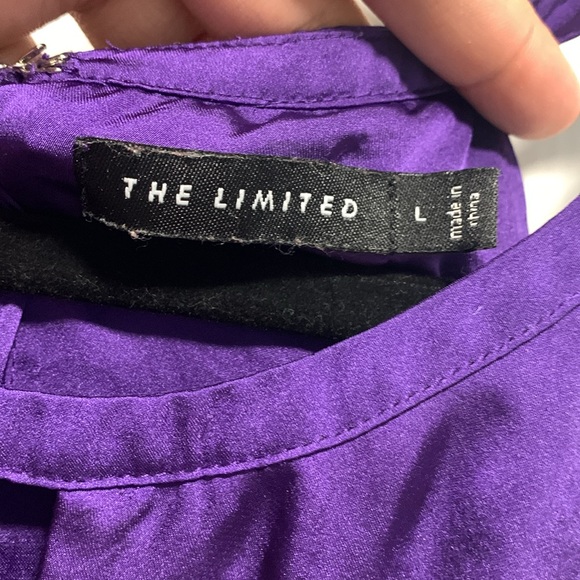 THE LIMITED
L
made in
china